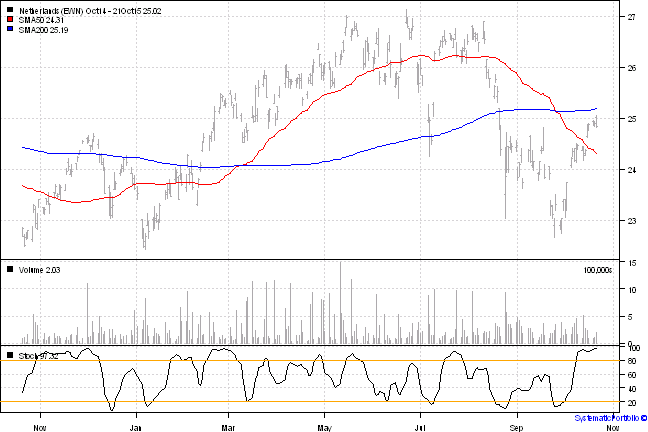 Netherlands (EWN) Oct14 - 21Oct15 25.02
SMA50 24.31
SMA200 25.19
27
26
25
24
23
Volume 2.03
100,000s
15
10
5
0
Stoch 97.32
100
80
60
40
20
Nov Jan Mar May Jul Sep Nov
SystematicPortfolio ©